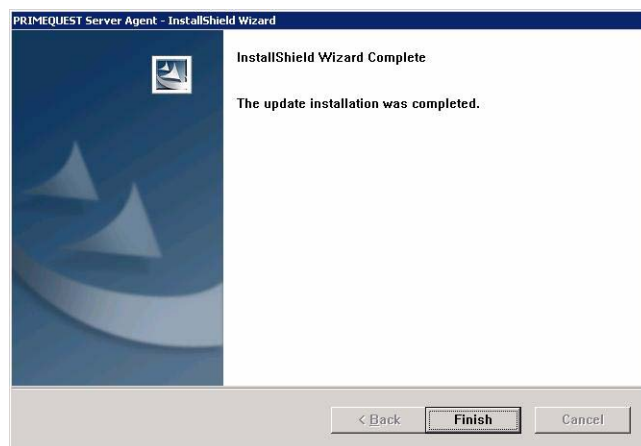 PRIMEQUEST Server Agent - InstallShield Wizard
InstallShield Wizard Complete
The update installation was completed.
< Back Finish Cancel